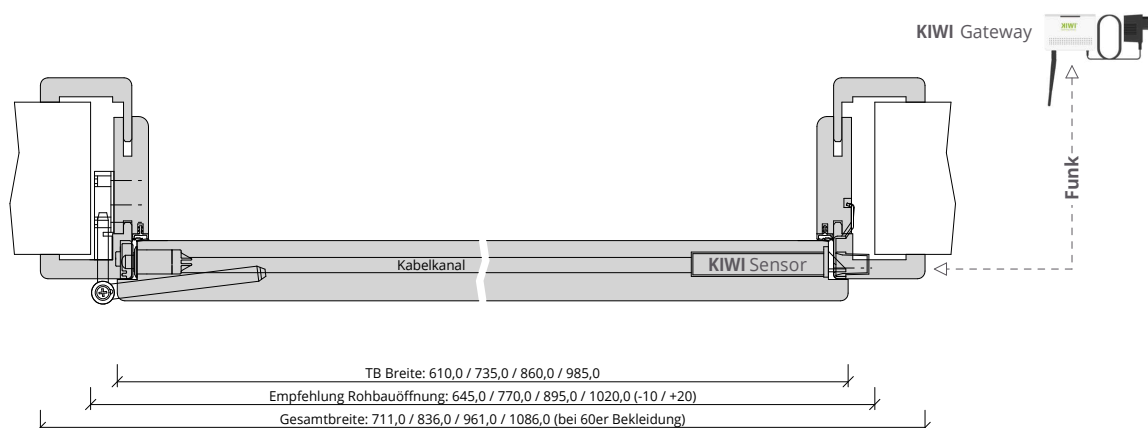 KIWI Gateway
KIWI
Funk
Kabelkanal
KIWI Sensor
TB Breite: 610,0 / 735,0 / 860,0 / 985,0
Empfehlung Rohbauöffnung: 645,0 / 770,0 / 895,0 / 1020,0 (-10 / +20)
Gesamtbreite: 711,0 / 836,0 / 961,0 / 1086,0 (bei 60er Bekleidung)